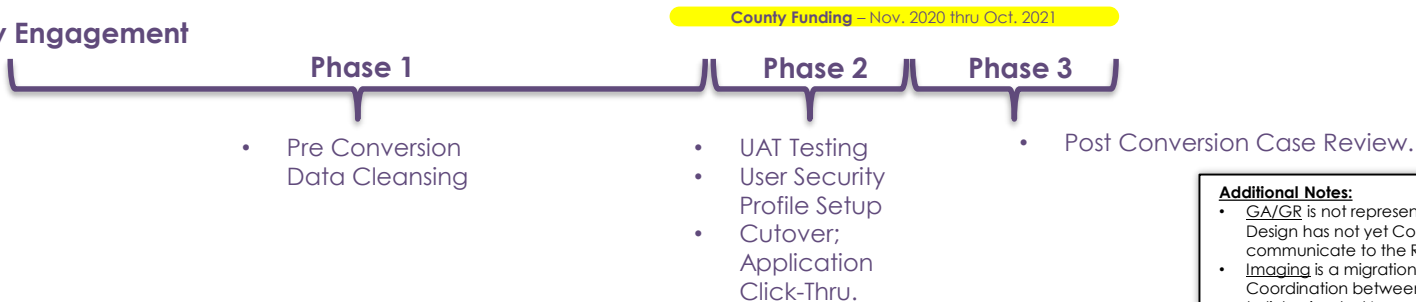 County Funding – Nov. 2020 thru Oct. 2021
Engagement
Phase 1
Phase 2
Phase 3
• Pre Conversion
Data Cleansing
• UAT Testing
• User Security
Profile Setup
• Cutover;
Application
Click-Thru.
• Post Conversion Case Review.
Additional Notes:
• GA/GR is not represen
Design has not yet Co
communicate to the R
• Imaging is a migration
Coordination between